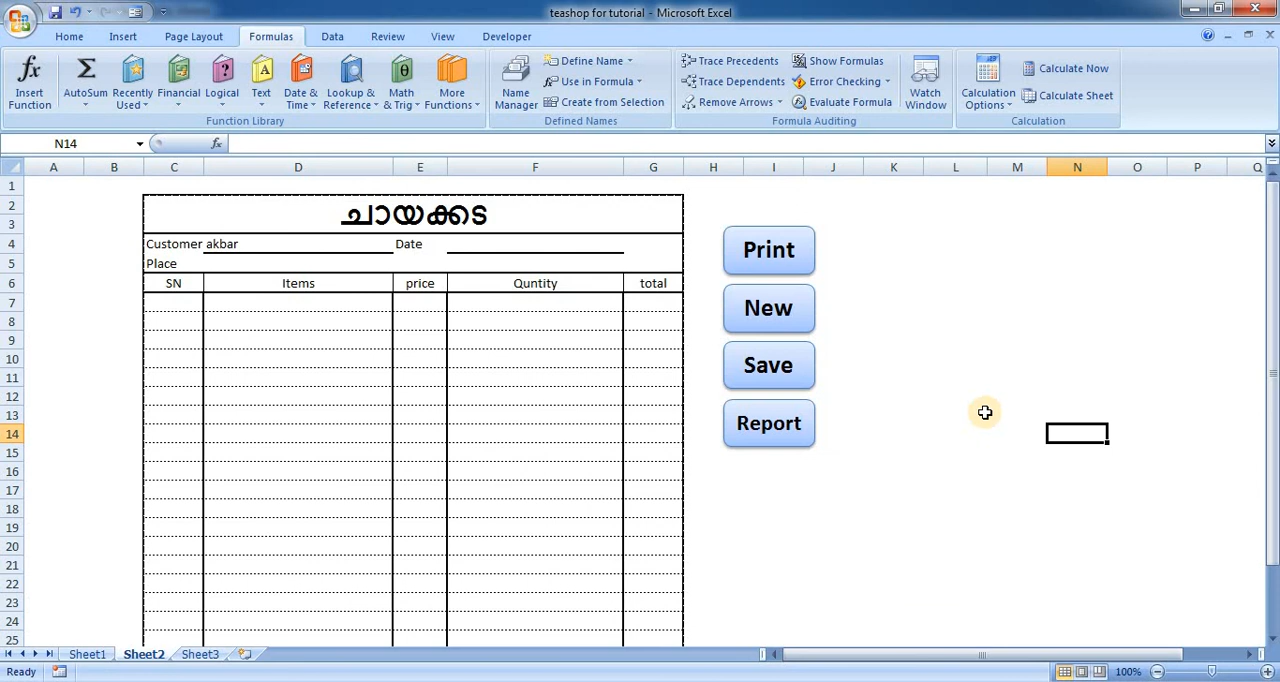 teashop for tutorial - Microsoft Excel
Home Insert Page Layout Formulas Data Review View Developer
fx Insert Function
Σ AutoSum
Recently Used
Financial
Logical
Text
Date & Time
Lookup & Reference
Math & Trig
More Functions
Function Library
Name Manager
Define Name
Use in Formula
Create from Selection
Defined Names
Trace Precedents
Trace Dependents
Remove Arrows
Show Formulas
Error Checking
Evaluate Formula
Formula Auditing
Watch Window
Calculation Options
Calculate Now
Calculate Sheet
Calculation
N14 fx
A B C D E F G H I J K L M N O P Q
1
2
3
4
5
6
7
8
9
10
11
12
13
14
15
16
17
18
19
20
21
22
23
24
25
ചായക്കട
Customer akbar Date
Place
SN Items price Quntity total
Print
New
Save
Report
Sheet1 Sheet2 Sheet3
Ready 100%